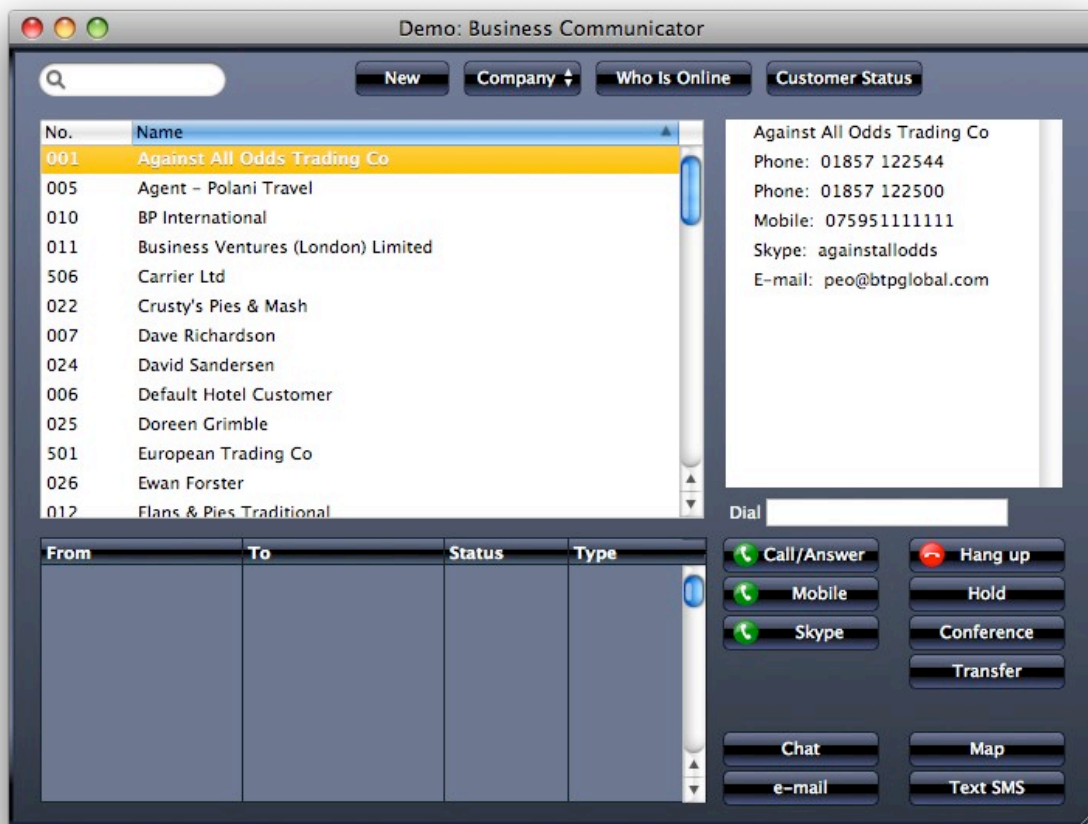 Demo: Business Communicator
New Company Who Is Online Customer Status
No. Name
001 Against All Odds Trading Co
005 Agent – Polani Travel
010 BP International
011 Business Ventures (London) Limited
506 Carrier Ltd
022 Crusty's Pies & Mash
007 Dave Richardson
024 David Sandersen
006 Default Hotel Customer
025 Doreen Grimble
501 European Trading Co
026 Ewan Forster
012 Flans & Pies Traditional
Against All Odds Trading Co
Phone: 01857 122544
Phone: 01857 122500
Mobile: 075951111111
Skype: againstallodds
E-mail: peo@btpglobal.com
Dial
From To Status Type
Call/Answer Hang up
Mobile Hold
Skype Conference
Transfer
Chat Map
e-mail Text SMS